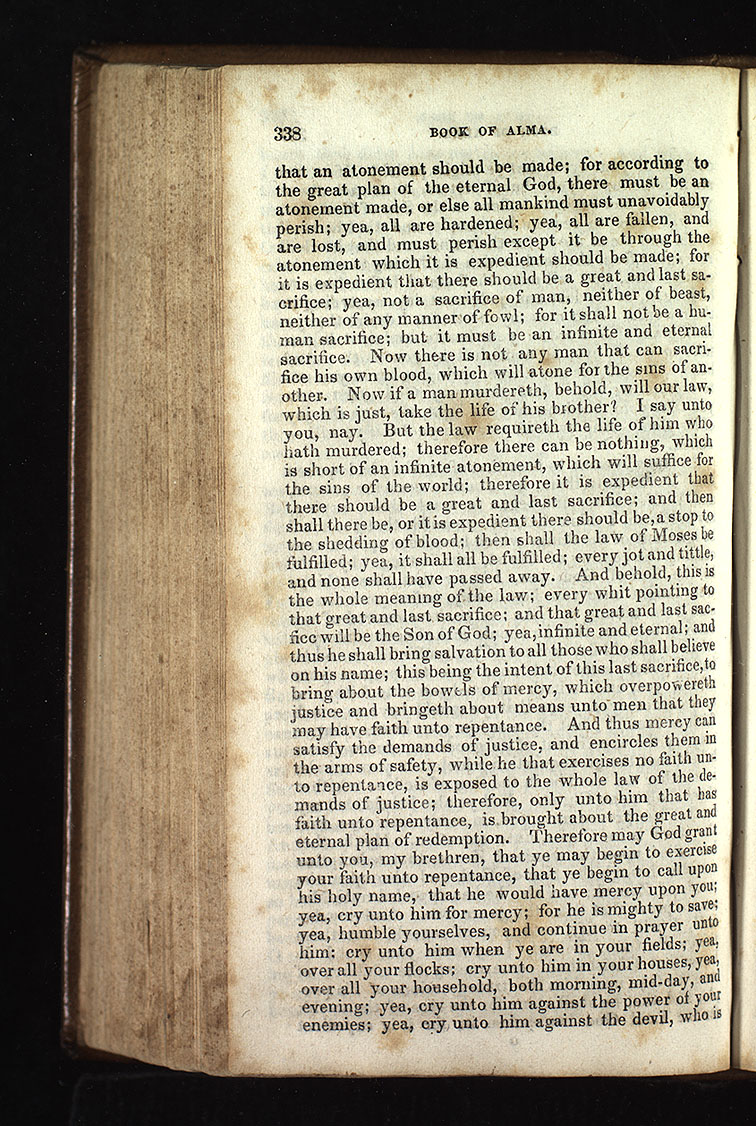 338 BOOK OF ALMA.
that an atonement should be made; for according to
the great plan of the eternal God, there must be an
atonement made, or else all mankind must unavoidably
perish; yea, all are hardened; yea, all are fallen, and
are lost, and must perish except it be through the
atonement which it is expedient should be made; for
it is expedient that there should be a great and last sa-
crifice; yea, not a sacrifice of man, neither of beast,
neither of any manner of fowl; for it shall not be a hu-
man sacrifice; but it must be an infinite and eternal
sacrifice. Now there is not any man that can sacri-
fice his own blood, which will atone for the sins of an-
other. Now if a man murdereth, behold, will our law,
which is just, take the life of his brother? I say unto
you, nay. But the law requireth the life of him who
hath murdered; therefore there can be nothing, which
is short of an infinite atonement, which will suffice for
the sins of the world; therefore it is expedient that
there should be a great and last sacrifice; and then
shall there be, or it is expedient there should be, a stop to
the shedding of blood; then shall the law of Moses be
fulfilled; yea, it shall all be fulfilled; every jot and tittle,
and none shall have passed away. And behold, this is
the whole meaning of the law; every whit pointing to
that great and last sacrifice; and that great and last sac-
fice will be the Son of God; yea, infinite and eternal; and
thus he shall bring salvation to all those who shall believe
on his name; this being the intent of this last sacrifice, to
bring about the bowels of mercy, which overpowereth
justice and bringeth about means unto men that they
may have faith unto repentance. And thus mercy can
satisfy the demands of justice, and encircles them in
the arms of safety, while he that exercises no faith un-
to repentance, is exposed to the whole law of the de-
mands of justice; therefore, only unto him that has
faith unto repentance, is brought about the great and
eternal plan of redemption. Therefore may God grant
unto you, my brethren, that ye may begin to exercise
your faith unto repentance, that ye begin to call upon
his holy name, that he would have mercy upon you;
yea, cry unto him for mercy; for he is mighty to save;
yea, humble yourselves, and continue in prayer unto
him: cry unto him when ye are in your fields; yea,
over all your flocks; cry unto him in your houses, yea,
over all your household, both morning, mid-day, and
evening; yea, cry unto him against the power of your
enemies; yea, cry unto him against the devil, who is